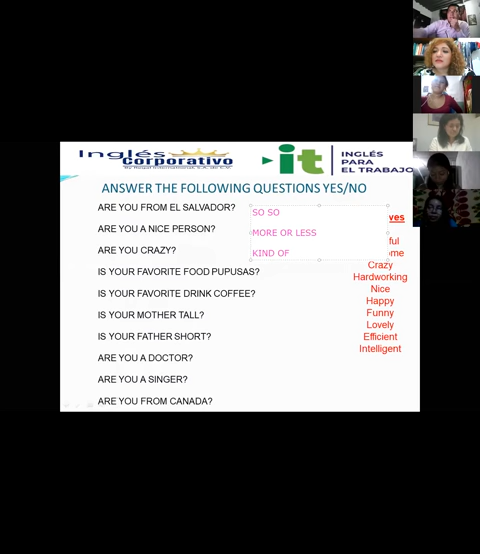 Inglés
Corporativo
it
INGLÉS
PARA
EL TRABAJO
ANSWER THE FOLLOWING QUESTIONS YES/NO
ARE YOU FROM EL SALVADOR?
ARE YOU A NICE PERSON?
ARE YOU CRAZY?
IS YOUR FAVORITE FOOD PUPUSAS?
IS YOUR FAVORITE DRINK COFFEE?
IS YOUR MOTHER TALL?
IS YOUR FATHER SHORT?
ARE YOU A DOCTOR?
ARE YOU A SINGER?
ARE YOU FROM CANADA?
SO SO
MORE OR LESS
KIND OF
ves
ful
ome
Crazy
Hardworking
Nice
Happy
Funny
Lovely
Efficient
Intelligent